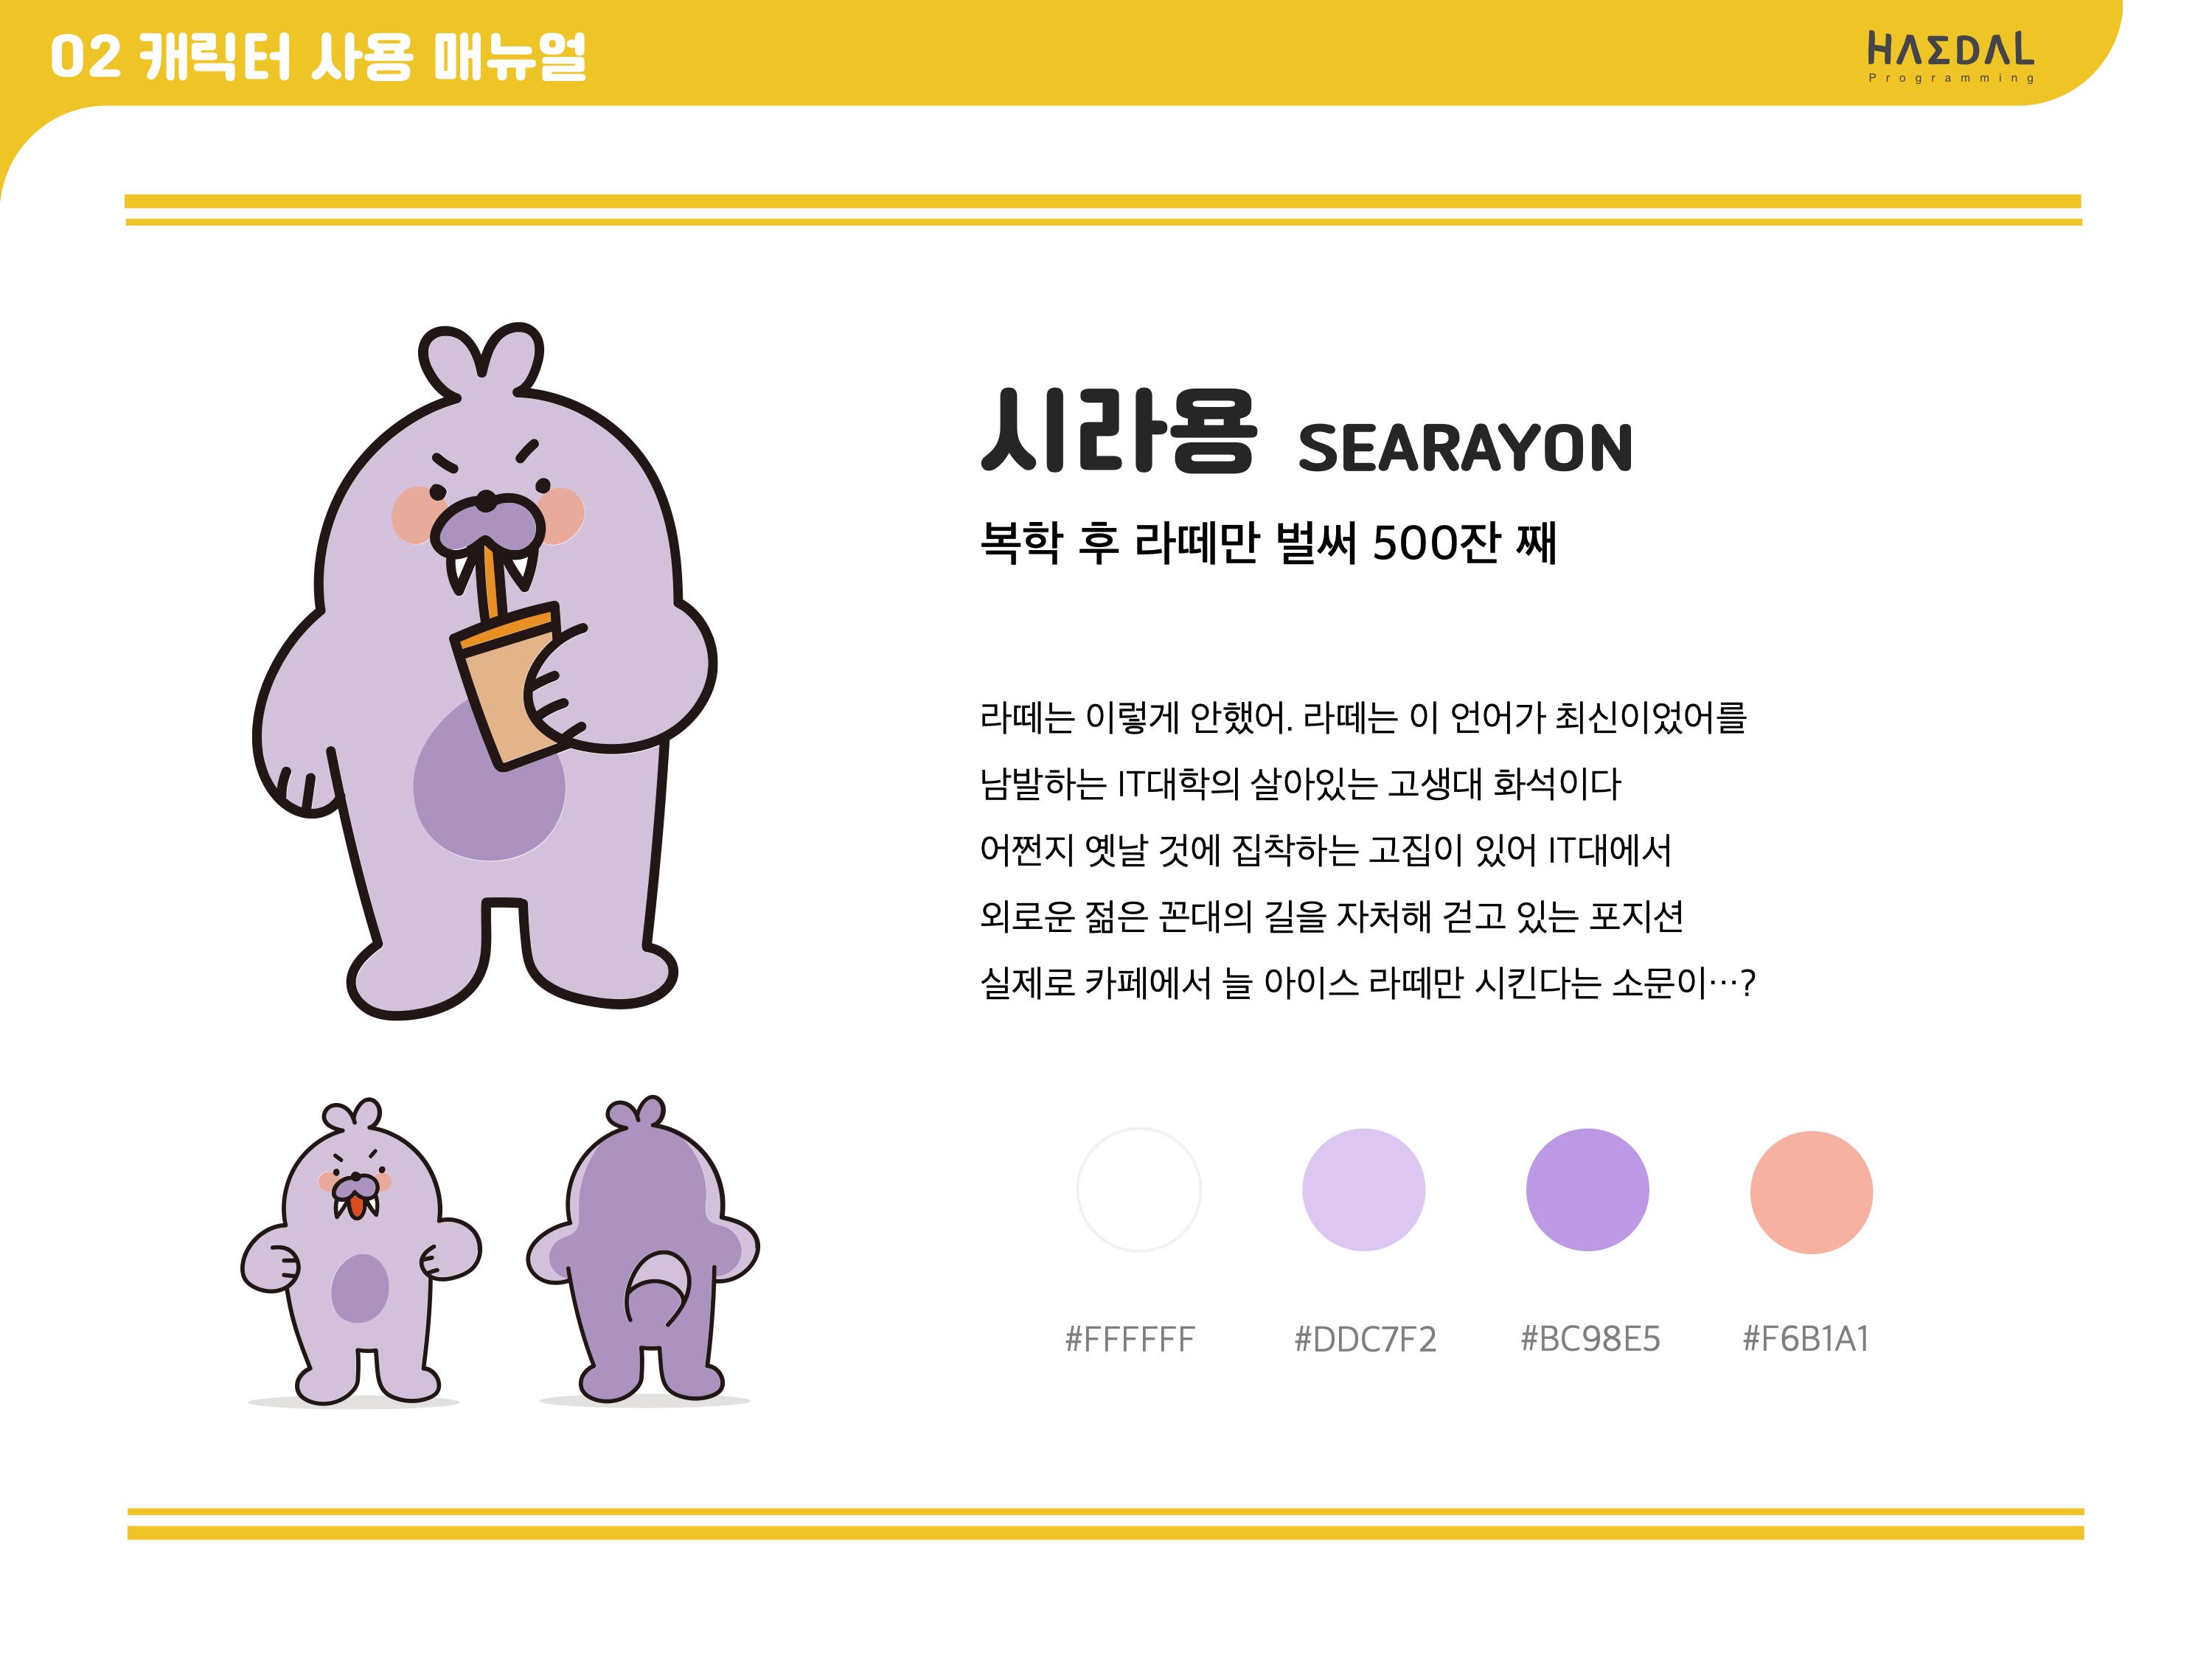 02 캐릭터 사용 매뉴얼
HAEDAL
Programming
시라용 SEARAYON
복학 후 라떼만 벌써 500잔 째
라떼는 이렇게 안했어. 라떼는 이 언어가 최신이었어를
남발하는 IT대학의 살아있는 고생대 화석이다
어쩐지 옛날 것에 집착하는 고집이 있어 IT대에서
외로운 젊은 꼰대의 길을 자처해 걷고 있는 포지션
실제로 카페에서 늘 아이스 라떼만 시킨다는 소문이…?
#FFFFFF #DDC7F2 #BC98E5 #F6B1A1